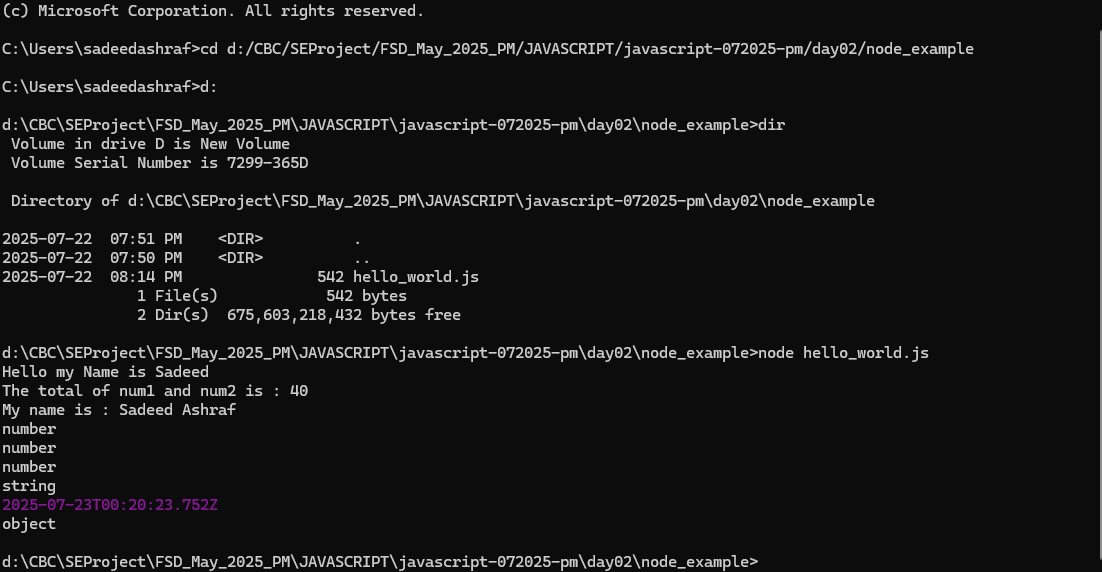 (c) Microsoft Corporation. All rights reserved.
C:\Users\sadeedashraf>cd d:/CBC/SEProject/FSD_May_2025_PM/JAVASCRIPT/javascript-072025-pm/day02/node_example
C:\Users\sadeedashraf>d:
d:\CBC\SEProject\FSD_May_2025_PM\JAVASCRIPT\javascript-072025-pm\day02\node_example>dir
 Volume in drive D is New Volume
 Volume Serial Number is 7299-365D
 Directory of d:\CBC\SEProject\FSD_May_2025_PM\JAVASCRIPT\javascript-072025-pm\day02\node_example
2025-07-22  07:51 PM    <DIR>          .
2025-07-22  07:50 PM    <DIR>          ..
2025-07-22  08:14 PM               542 hello_world.js
               1 File(s)            542 bytes
               2 Dir(s)  675,603,218,432 bytes free
d:\CBC\SEProject\FSD_May_2025_PM\JAVASCRIPT\javascript-072025-pm\day02\node_example>node hello_world.js
Hello my Name is Sadeed
The total of num1 and num2 is : 40
My name is : Sadeed Ashraf
number
number
number
string
2025-07-23T00:20:23.752Z
object
d:\CBC\SEProject\FSD_May_2025_PM\JAVASCRIPT\javascript-072025-pm\day02\node_example>